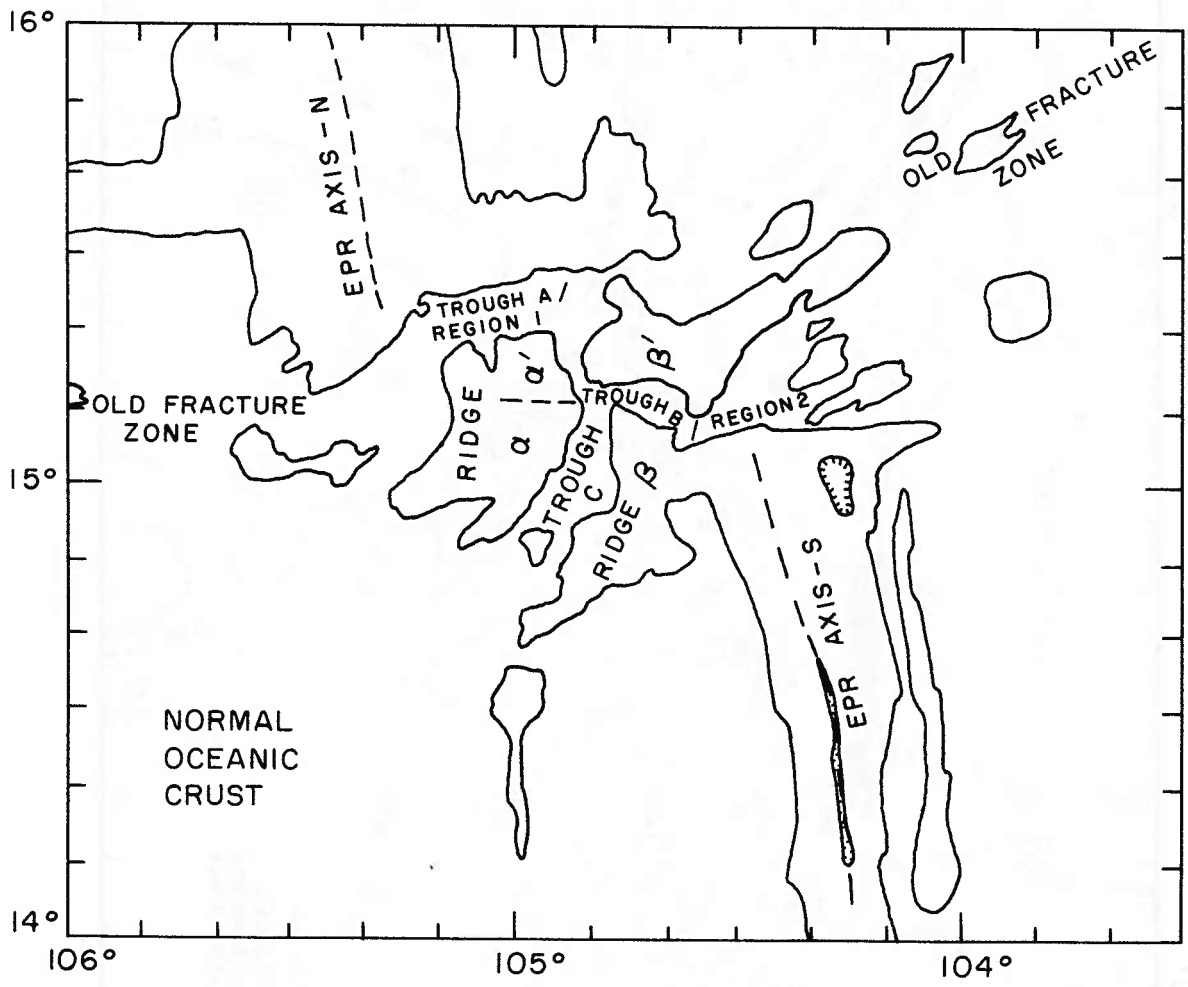 16°
EPR AXIS-N
OLD FRACTURE
ZONE
TROUGH A /
REGION 1
OLD FRACTURE
ZONE
RIDGE α
α'
β'
TROUGH B / REGION 2
TROUGH C
RIDGE β
15°
EPR AXIS-S
NORMAL
OCEANIC
CRUST
14°
106°
105°
104°